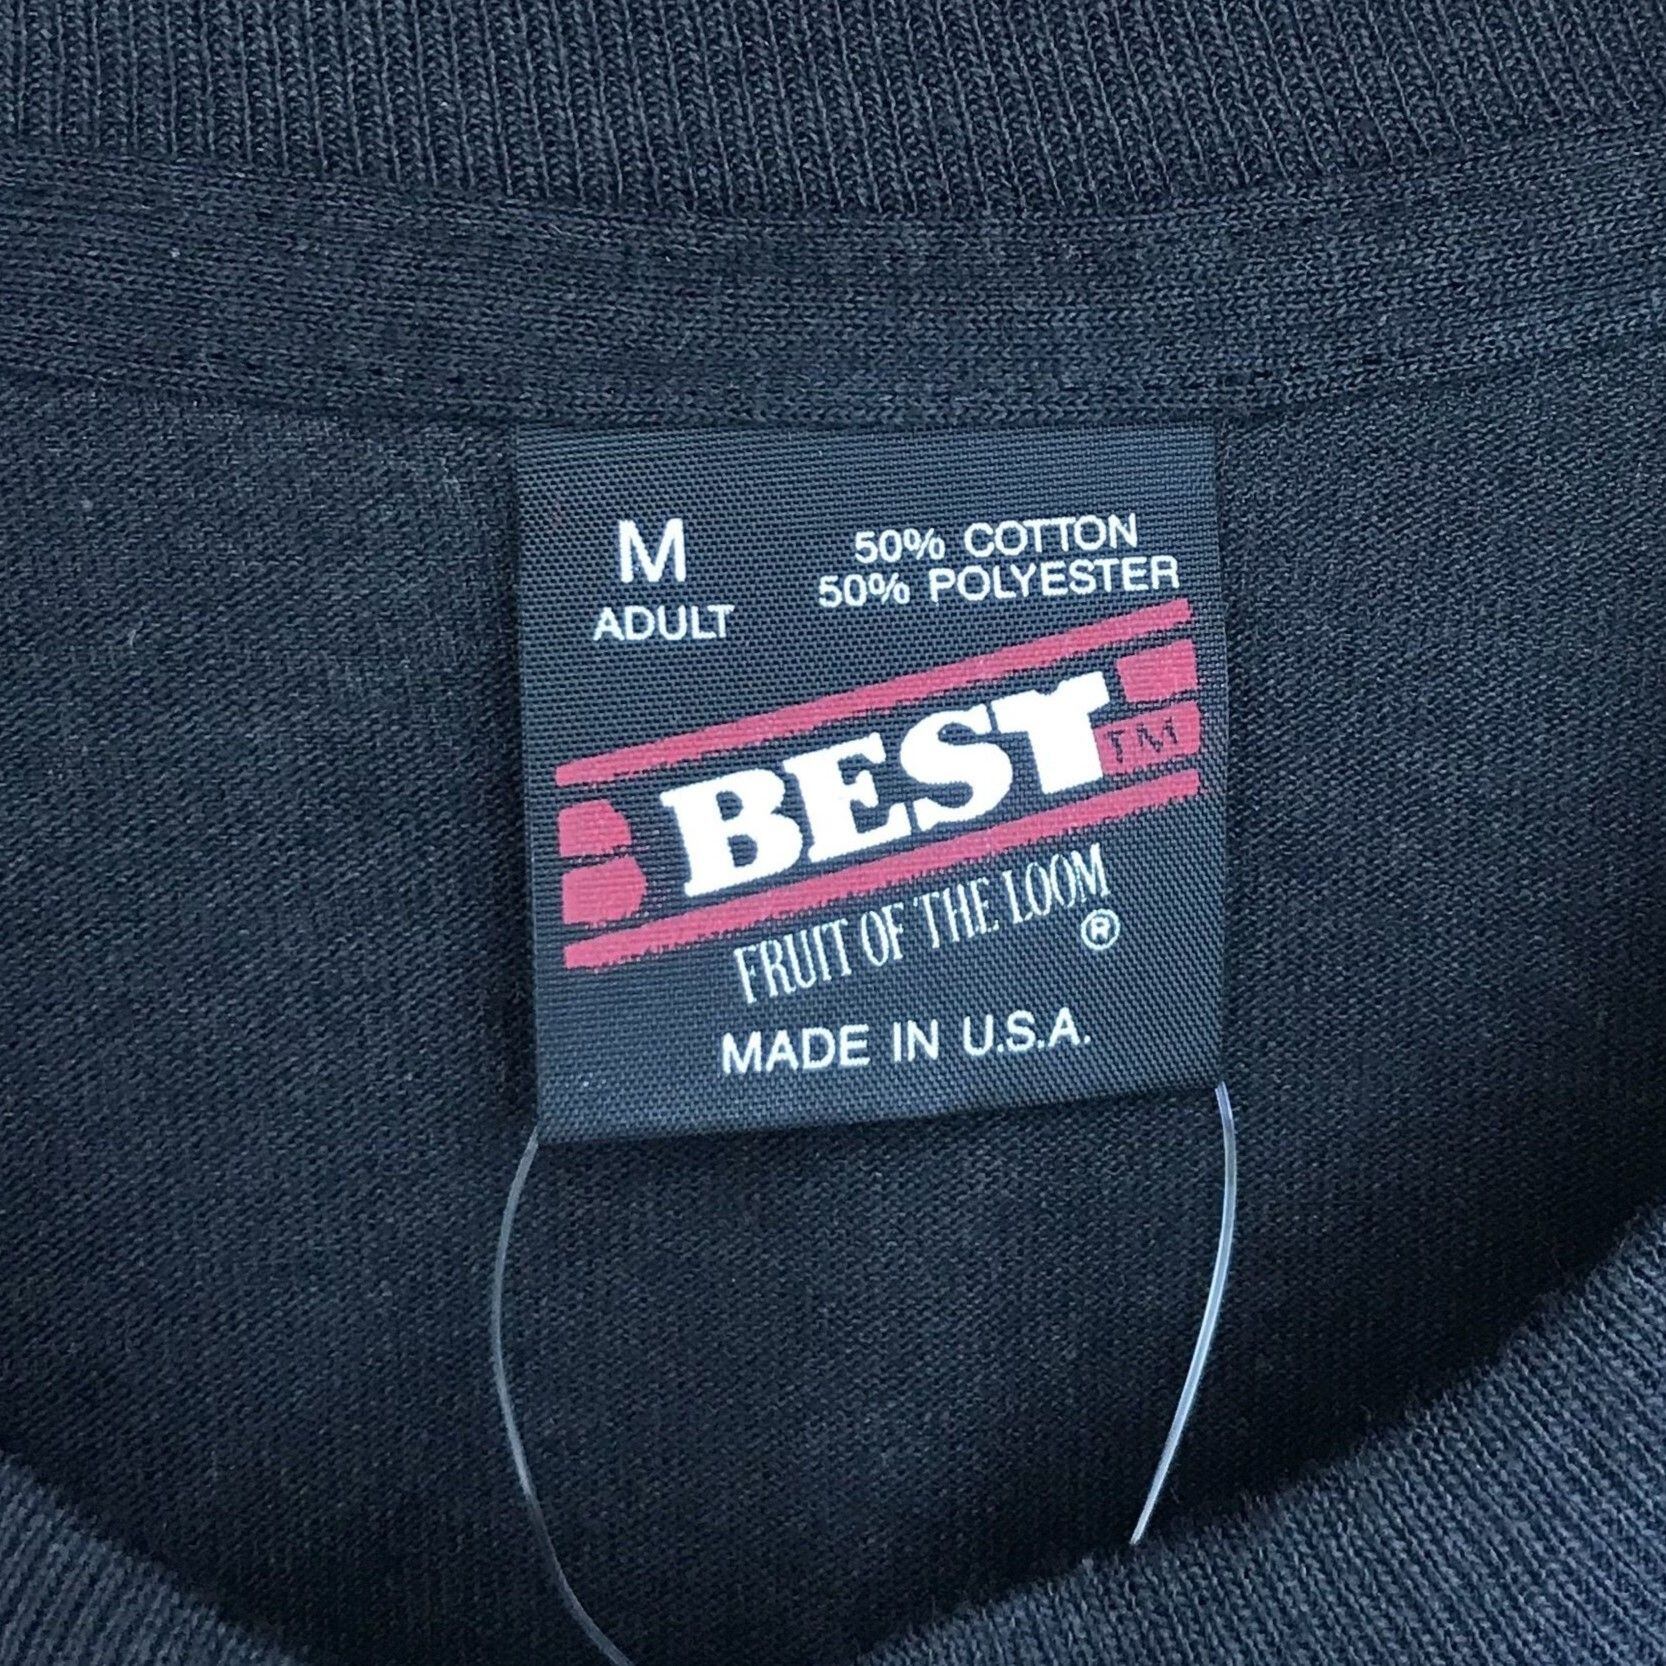 M
ADULT
50% COTTON
50% POLYESTER
BEST™
FRUIT OF THE LOOM
®
MADE IN U.S.A.